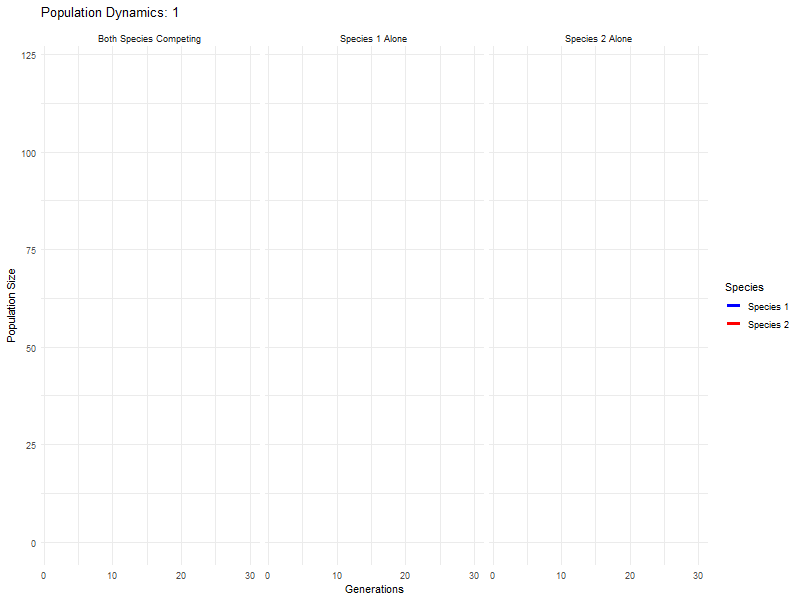 Population Dynamics: 1
Both Species Competing
Species 1 Alone
Species 2 Alone
125
100
75
50
25
0
Population Size
0 10 20 30
0 10 20 30
0 10 20 30
Generations
Species
Species 1
Species 2